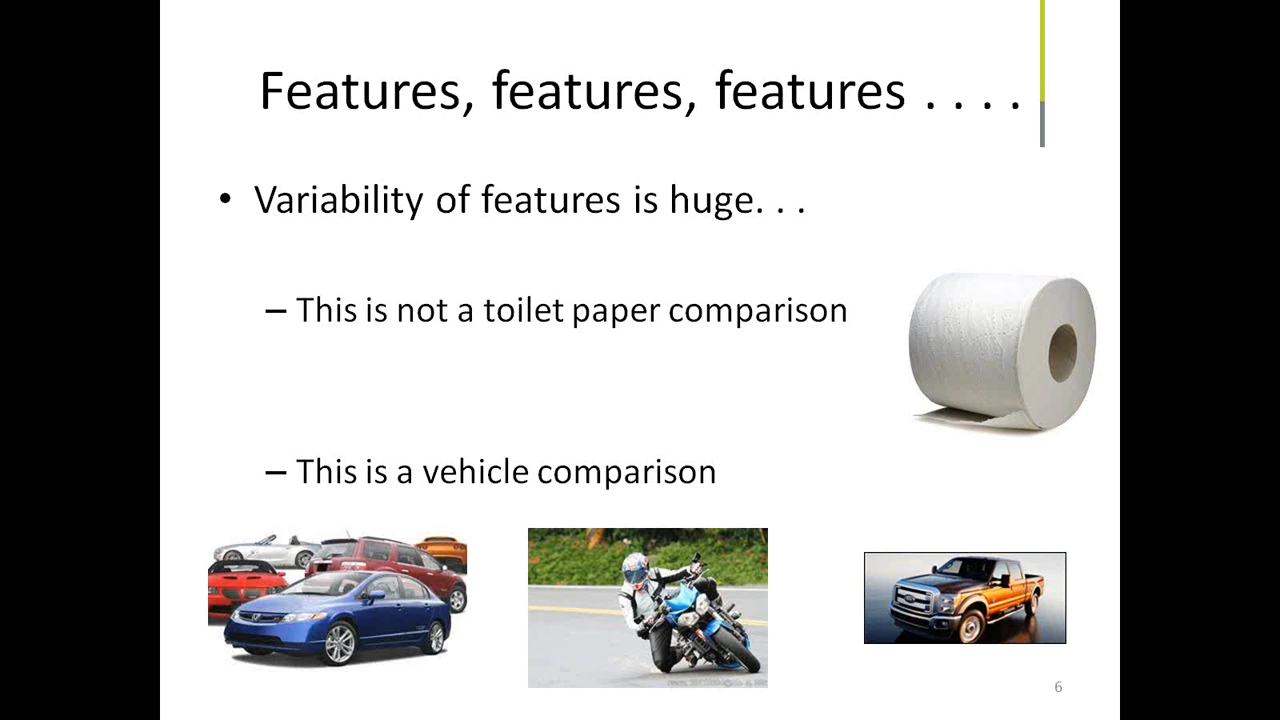 Features, features, features . . . .
• Variability of features is huge. . .
– This is not a toilet paper comparison
– This is a vehicle comparison
6